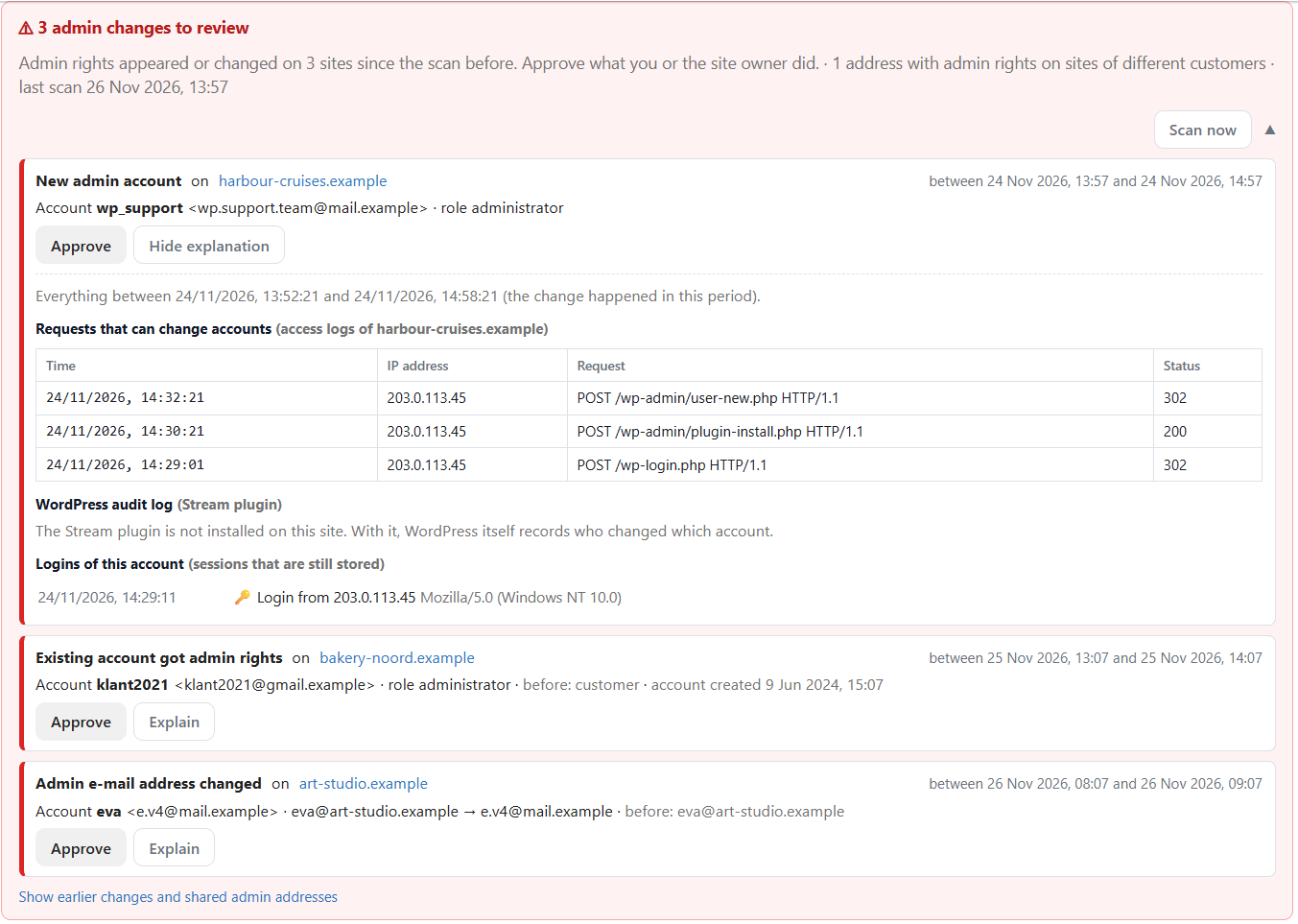 ⚠ 3 admin changes to review
Admin rights appeared or changed on 3 sites since the scan before. Approve what you or the site owner did. · 1 address with admin rights on sites of different customers ·
last scan 26 Nov 2026, 13:57
Scan now ▲
New admin account on harbour-cruises.example between 24 Nov 2026, 13:57 and 24 Nov 2026, 14:57
Account wp_support <wp.support.team@mail.example> · role administrator
Approve Hide explanation
Everything between 24/11/2026, 13:52:21 and 24/11/2026, 14:58:21 (the change happened in this period).
Requests that can change accounts (access logs of harbour-cruises.example)
Time IP address Request Status
24/11/2026, 14:32:21 203.0.113.45 POST /wp-admin/user-new.php HTTP/1.1 302
24/11/2026, 14:30:21 203.0.113.45 POST /wp-admin/plugin-install.php HTTP/1.1 200
24/11/2026, 14:29:01 203.0.113.45 POST /wp-login.php HTTP/1.1 302
WordPress audit log (Stream plugin)
The Stream plugin is not installed on this site. With it, WordPress itself records who changed which account.
Logins of this account (sessions that are still stored)
24/11/2026, 14:29:11 🔑 Login from 203.0.113.45 Mozilla/5.0 (Windows NT 10.0)
Existing account got admin rights on bakery-noord.example between 25 Nov 2026, 13:07 and 25 Nov 2026, 14:07
Account klant2021 <klant2021@gmail.example> · role administrator · before: customer · account created 9 Jun 2024, 15:07
Approve Explain
Admin e-mail address changed on art-studio.example between 26 Nov 2026, 08:07 and 26 Nov 2026, 09:07
Account eva <e.v4@mail.example> · eva@art-studio.example → e.v4@mail.example · before: eva@art-studio.example
Approve Explain
Show earlier changes and shared admin addresses